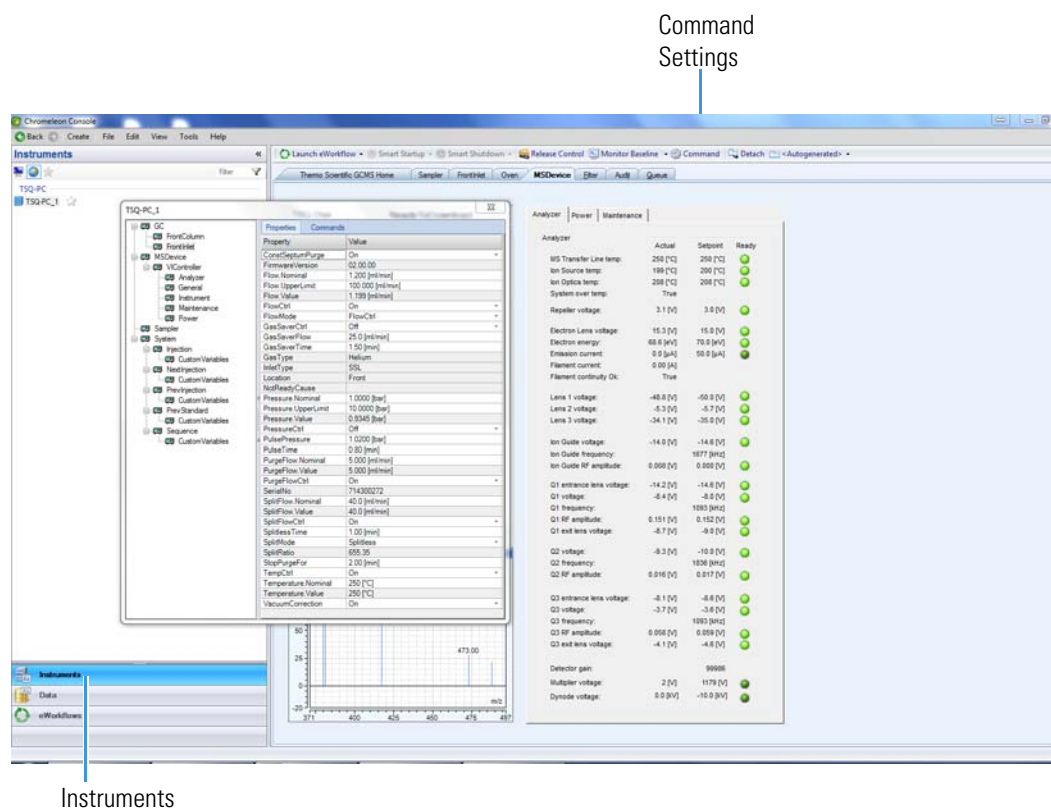 Command
Settings
Chromeleon Console
Back Create File Edit View Tools Help
Instruments «
Launch eWorkflow Smart Startup Smart Shutdown Release Control Monitor Baseline Command Detach <Autogenerated>
Filter
Thermo Scientific GCMS Home Sampler FrontInlet Oven MSDevice Filter Audit Queue
TSQ-PC
TSQ-PC_1
TSQ-PC_1
GC
FrontColumn
FrontInlet
MSDevice
VIController
Analyzer
General
Instrument
Maintenance
Power
Sampler
System
Injection
CustomVariables
NextInjection
CustomVariables
PrevInjection
CustomVariables
PrevStandard
CustomVariables
Sequence
CustomVariables
Properties Commands
Property Value
ConstSeptumPurge On
FirmwareVersion 02.00.00
Flow.Nominal 1.200 [ml/min]
Flow.UpperLimit 100.000 [ml/min]
Flow.Value 1.199 [ml/min]
FlowCtrl On
FlowMode FlowCtrl
GasSaverCtrl Off
GasSaverFlow 25.0 [ml/min]
GasSaverTime 1.50 [min]
GasType Helium
InletType SSL
Location Front
NotReadyCause
Pressure.Nominal 1.0000 [bar]
Pressure.UpperLimit 10.0000 [bar]
Pressure.Value 0.9345 [bar]
PressureCtrl Off
PulsePressure 1.0200 [bar]
PulseTime 0.80 [min]
PurgeFlow.Nominal 5.000 [ml/min]
PurgeFlow.Value 5.000 [ml/min]
PurgeFlowCtrl On
SerialNo 714300272
SplitFlow.Nominal 40.0 [ml/min]
SplitFlow.Value 40.0 [ml/min]
SplitFlowCtrl On
SplitlessTime 1.00 [min]
SplitMode Splitless
SplitRatio 655.35
StopPurgeFor 2.00 [min]
TempCtrl On
Temperature.Nominal 250 [°C]
Temperature.Value 250 [°C]
VacuumCorrection On
Analyzer Power Maintenance
Analyzer
Actual Setpoint Ready
MS Transfer Line temp: 250 [°C] 250 [°C]
Ion Source temp: 199 [°C] 200 [°C]
Ion Optics temp: 208 [°C] 208 [°C]
System over temp: True
Repeller voltage: 3.1 [V] 3.0 [V]
Electron Lens voltage: 15.3 [V] 15.0 [V]
Electron energy: 68.6 [eV] 70.0 [eV]
Emission current: 0.0 [µA] 50.0 [µA]
Filament current: 0.00 [A]
Filament continuity Ok: True
Lens 1 voltage: -48.6 [V] -50.0 [V]
Lens 2 voltage: -5.3 [V] -5.7 [V]
Lens 3 voltage: -34.1 [V] -35.0 [V]
Ion Guide voltage: -14.0 [V] -14.6 [V]
Ion Guide frequency: 1877 [kHz]
Ion Guide RF amplitude: 0.000 [V]
Q1 entrance lens voltage: -14.2 [V] -14.6 [V]
Q1 voltage: -8.4 [V] -8.0 [V]
Q1 frequency: 1093 [kHz]
Q1 RF amplitude: 0.151 [V] 0.152 [V]
Q1 exit lens voltage: -8.7 [V] -9.0 [V]
Q2 voltage: -9.3 [V] -10.0 [V]
Q2 frequency:
Q2 RF amplitude: 0.016 [V] 0.017 [V]
Q3 entrance lens voltage: -8.1 [V]
Q3 voltage: -3.7 [V] -3.6 [V]
Q3 frequency: 1093 [kHz]
Q3 RF amplitude: 0.058 [V] 0.059 [V]
Q3 exit lens voltage: -4.1 [V]
Detector gain:
Multiplier voltage: 2 [V] 1179 [V]
Dynode voltage: 0.0 [kV] -10.0 [kV]
50
25
0
-20
473.00
m/z
371 400 425 450 475 497
Instruments
Data
eWorkflows
Instruments